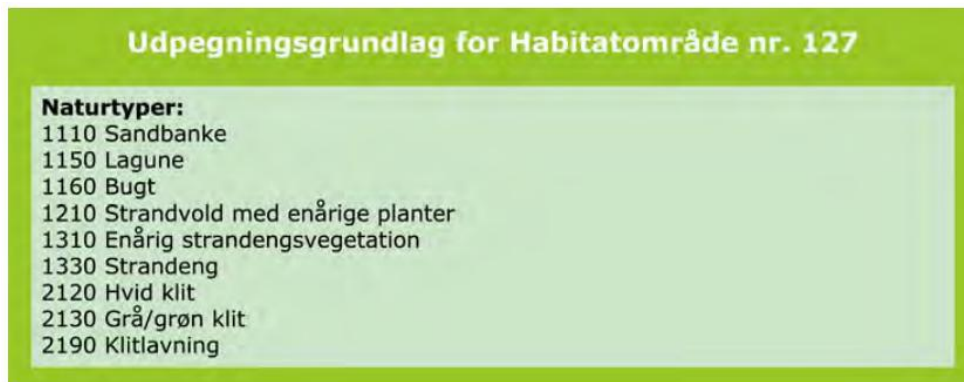 Udpegningsgrundlag for Habitatområde nr. 127
Naturtyper:
1110 Sandbanke
1150 Lagune
1160 Bugt
1210 Strandvold med enårige planter
1310 Enårig strandengsvegetation
1330 Strandeng
2120 Hvid klit
2130 Grå/grøn klit
2190 Klitlavning